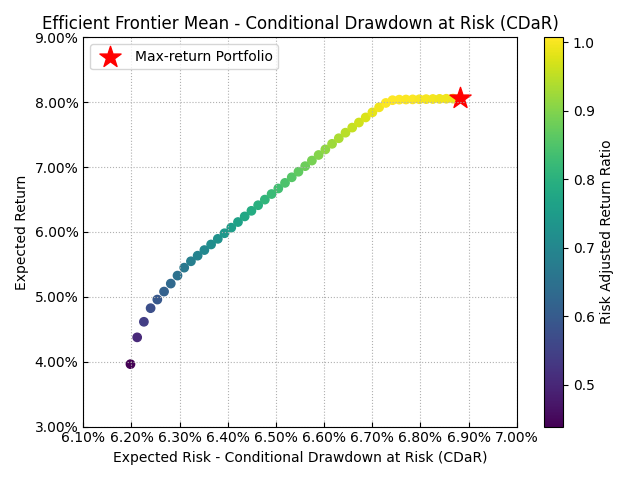 Efficient Frontier Mean - Conditional Drawdown at Risk (CDaR)
Max-return Portfolio
9.00%
8.00%
7.00%
6.00%
5.00%
4.00%
3.00%
Expected Return
6.10% 6.20% 6.30% 6.40% 6.50% 6.60% 6.70% 6.80% 6.90% 7.00%
Expected Risk - Conditional Drawdown at Risk (CDaR)
1.0
0.9
0.8
0.7
0.6
0.5
Risk Adjusted Return Ratio